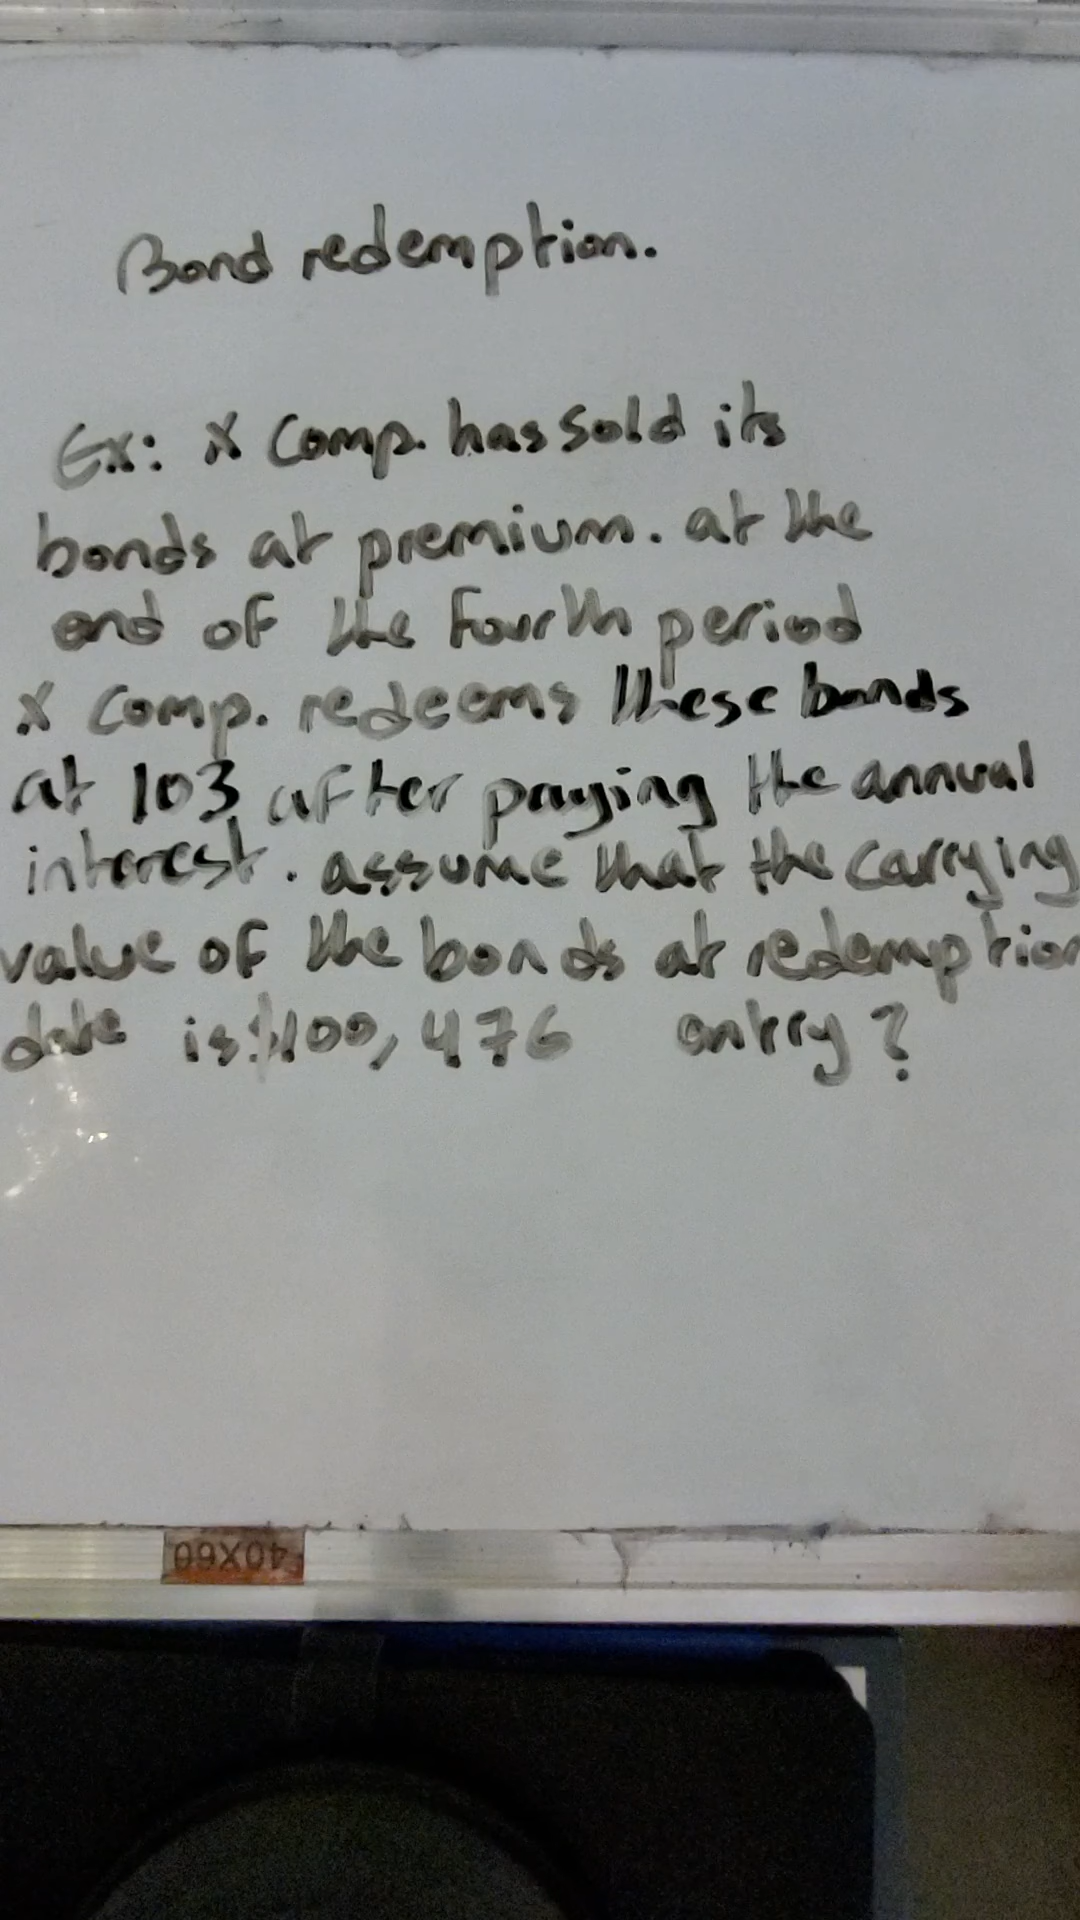 Bond redemption.
Ex: X Comp. has sold its
bonds at premium. at the
end of the fourth period
X comp. redeems these bonds
at 103 after paying the annual
interest. assume that the carrying
value of the bonds at redemption
date is $100,476 entry?
40X60